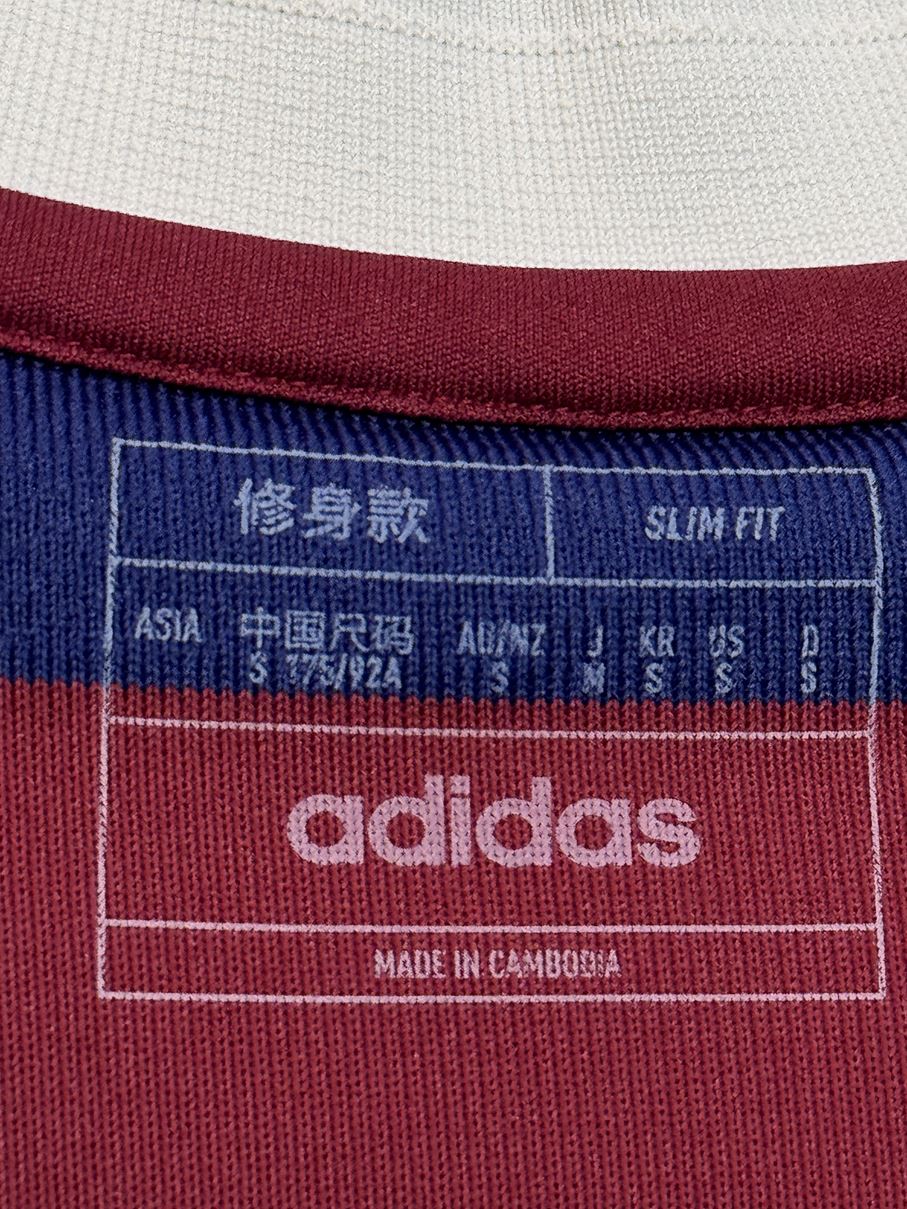 修身款 SLIM FIT
ASIA 中国尺码 AU/NZ J KR US D
S 175/92A S M S S S
adidas
MADE IN CAMBODIA